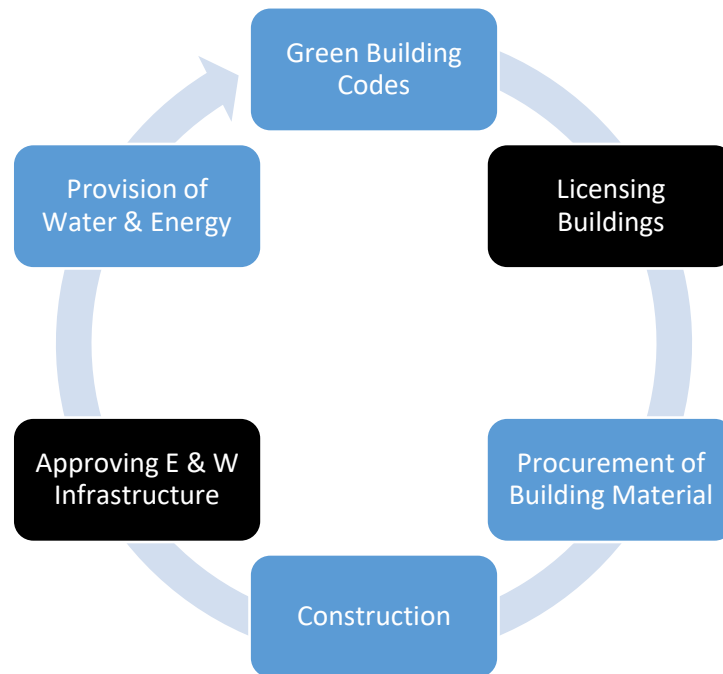 Green Building
Codes
Licensing
Buildings
Procurement of
Building Material
Construction
Approving E & W
Infrastructure
Provision of
Water & Energy